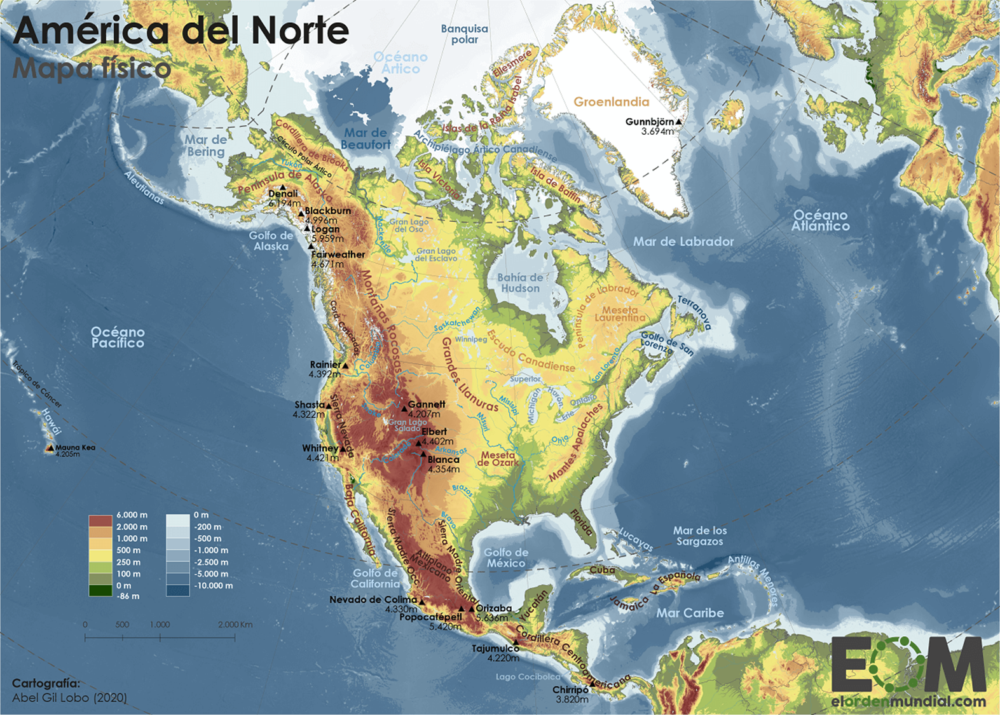 América del Norte
Mapa físico
Banquisa
polar
Océano
Ártico
Ellesmere
Islas de la Reina Isabel
Groenlandia
Gunnbjörn
3.694m
Mar de
Bering
Mar de
Beaufort
Archipiélago Ártico Canadiense
Cordillera de Brooks
Círculo Polar Ártico
Yukón
Península de Alaska
Isla Victoria
Isla de Baffin
Aleutianas
Denali
6.194m
Blackburn
4.996m
Logan
5.959m
Fairweather
4.671m
Golfo de
Alaska
Mackenzie
Gran Lago
del Oso
Gran Lago
del Esclavo
Océano
Atlántico
Mar de Labrador
Bahía de
Hudson
Península de Labrador
Meseta
Laurentina
Terranova
Golfo de San
Lorenzo
San Lorenzo
Montañas Rocosas
Cord. Cascadas
Saskatchewan
Winnipeg
Escudo Canadiense
Grandes Llanuras
Océano
Pacífico
Columbia
Rainier
4.392m
Superior
Michigan
Hurón
Ontario
Erie
Trópico de Cáncer
Hawái
Mauna Kea
4.205m
Shasta
4.322m
Sierra Nevada
Snake
Gannett
4.207m
Gran Lago
Salado
Elbert
4.402m
Misisipi
Misuri
Ohio
Montes Apalaches
Whitney
4.421m
Colorado
Arkansas
Blanca
4.354m
Meseta
de Ozark
Brazos
Bravo
Baja California
Sierra Madre Occ.
Sierra Madre Oriental
Altiplano
Mexicano
Florida
Lucayas
Mar de los
Sargazos
Golfo de
México
Golfo de
California
Cuba
La Española
Jamaica
Antillas Menores
Mar Caribe
Yucatán
Nevado de Colima
4.330m
Popocatépetl
5.420m
Orizaba
5.636m
Tajumulco
4.220m
Cordillera Centroamericana
Lago Cocibolca
Chirripó
3.820m
6.000 m
2.000 m
1.000 m
500 m
250 m
100 m
0 m
-86 m
0 m
-200 m
-500 m
-1.000 m
-2.500 m
-5.000 m
-10.000 m
0 500 1.000 2.000 Km
Cartografía:
Abel Gil Lobo (2020)
EOM
elordenmundial.com